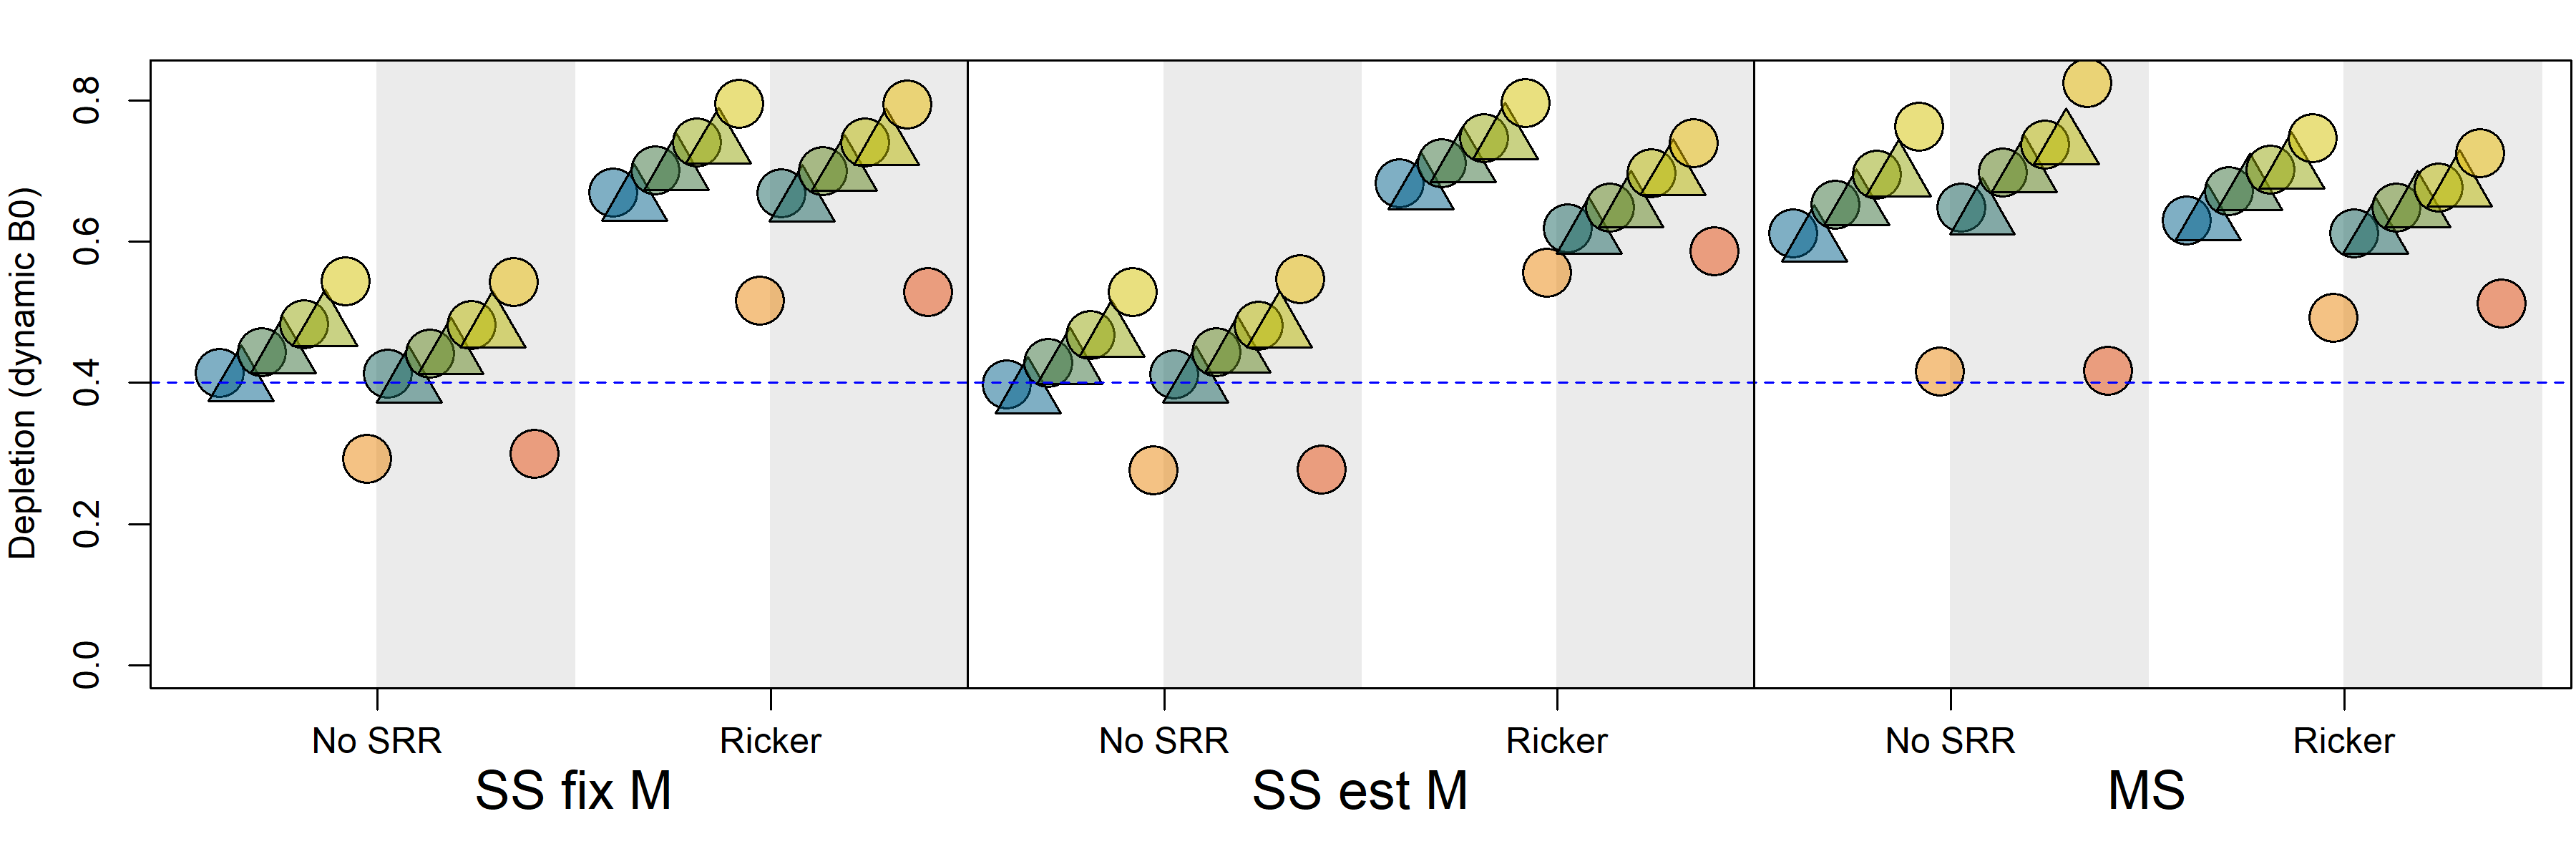 Depletion (dynamic B0)
0.8
0.6
0.4
0.2
0.0
No SRR Ricker No SRR Ricker No SRR Ricker
SS fix M SS est M MS